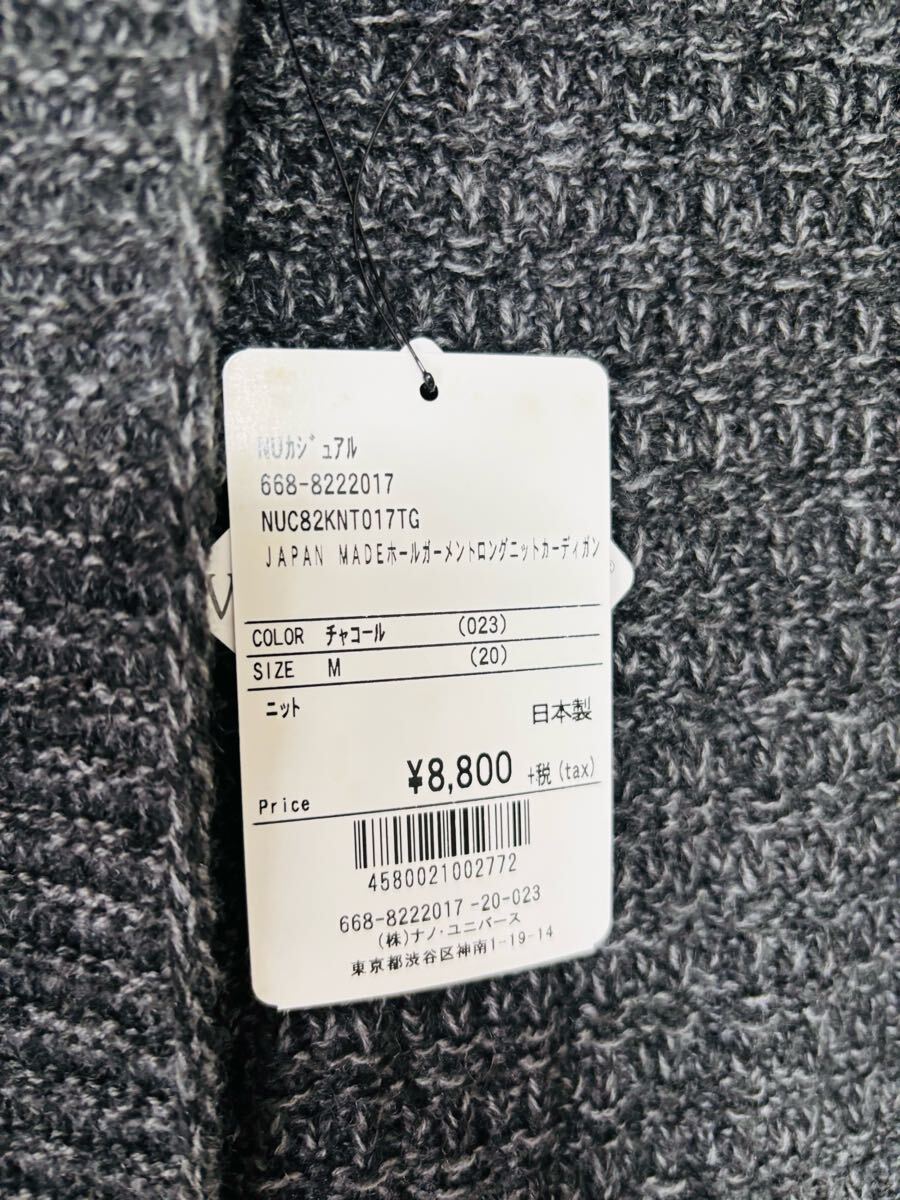 NUカジュアル
668-8222017
NUC82KNT017TG
JAPAN MADEホールガーメントロングニットカーディガン
COLOR チャコール (023)
SIZE M (20)
ニット
日本製
¥8,800 +税(tax)
Price
4580021002772
668-8222017 -20-023
(株)ナノ・ユニバース
東京都渋谷区神南1-19-14